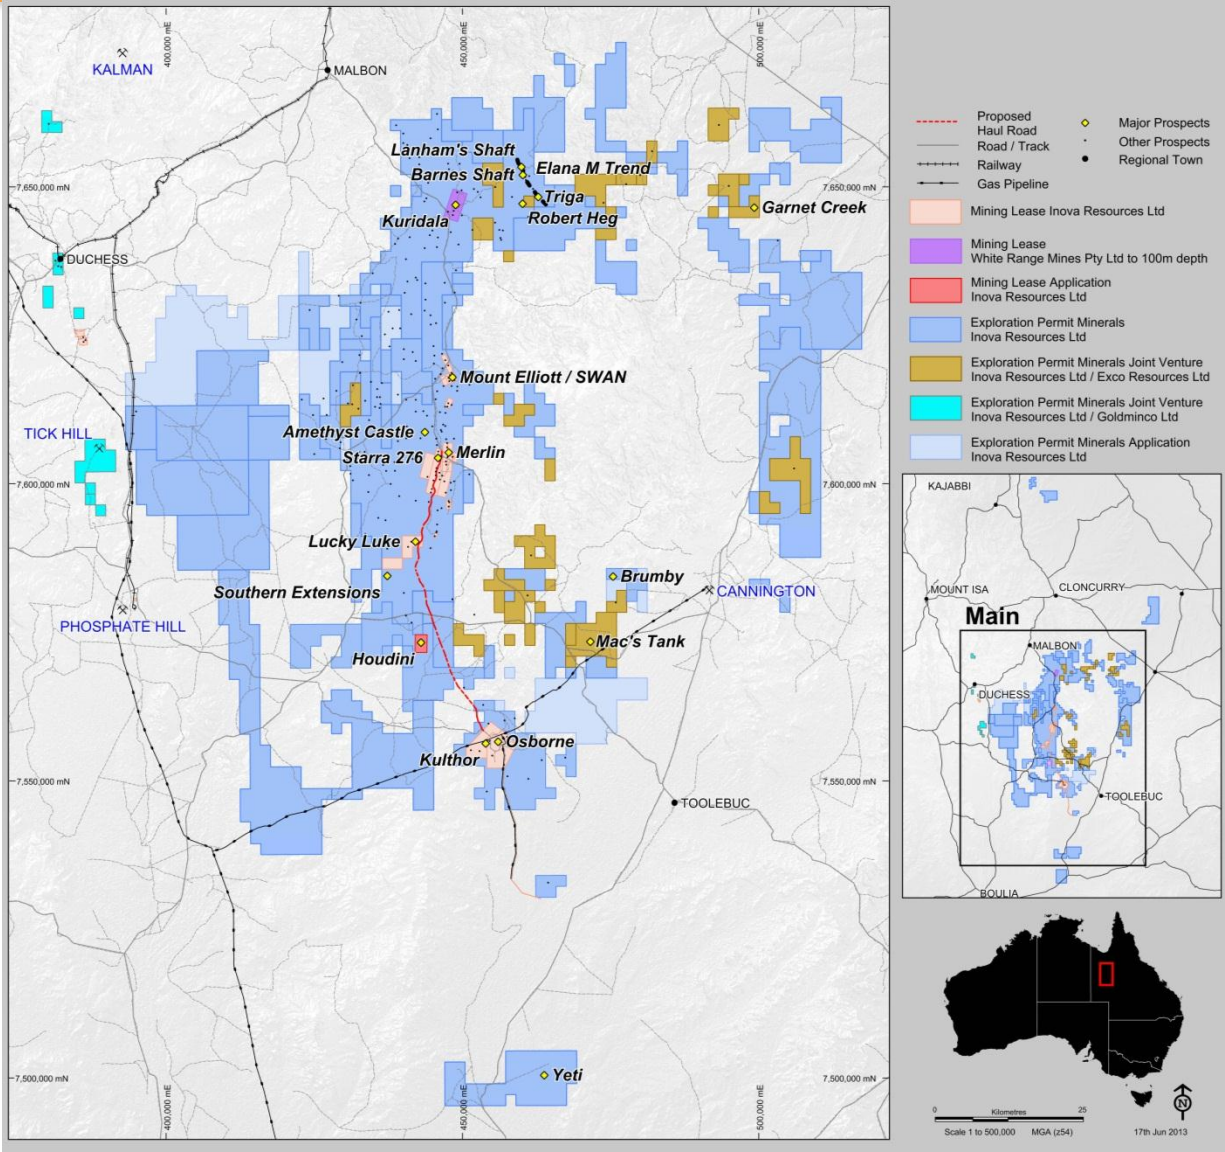 400,000 mE
450,000 mE
500,000 mE
KALMAN
MALBON
Lanham's Shaft
Elana M Trend
Barnes Shaft
7,650,000 mN
7,650,000 mN
Triga
Kuridala
Robert Heg
Garnet Creek
DUCHESS
Mount Elliott / SWAN
TICK HILL
Amethyst Castle
Starra 276
Merlin
7,600,000 mN
7,600,000 mN
Lucky Luke
Southern Extensions
Brumby
CANNINGTON
PHOSPHATE HILL
Houdini
Mac's Tank
Kulthor
Osborne
7,550,000 mN
7,550,000 mN
TOOLEBUC
7,500,000 mN
7,500,000 mN
Yeti
400,000 mE
450,000 mE
500,000 mE
Proposed
Haul Road
Road / Track
Railway
Gas Pipeline
Major Prospects
Other Prospects
Regional Town
Mining Lease Inova Resources Ltd
Mining Lease
White Range Mines Pty Ltd to 100m depth
Mining Lease Application
Inova Resources Ltd
Exploration Permit Minerals
Inova Resources Ltd
Exploration Permit Minerals Joint Venture
Inova Resources Ltd / Exco Resources Ltd
Exploration Permit Minerals Joint Venture
Inova Resources Ltd / Goldminco Ltd
Exploration Permit Minerals Application
Inova Resources Ltd
KAJABBI
MOUNT ISA
CLONCURRY
Main
MALBON
DUCHESS
TOOLEBUC
BOULIA
0
Kilometres
25
Scale 1 to 500,000
MGA (z54)
N
17th Jun 2013